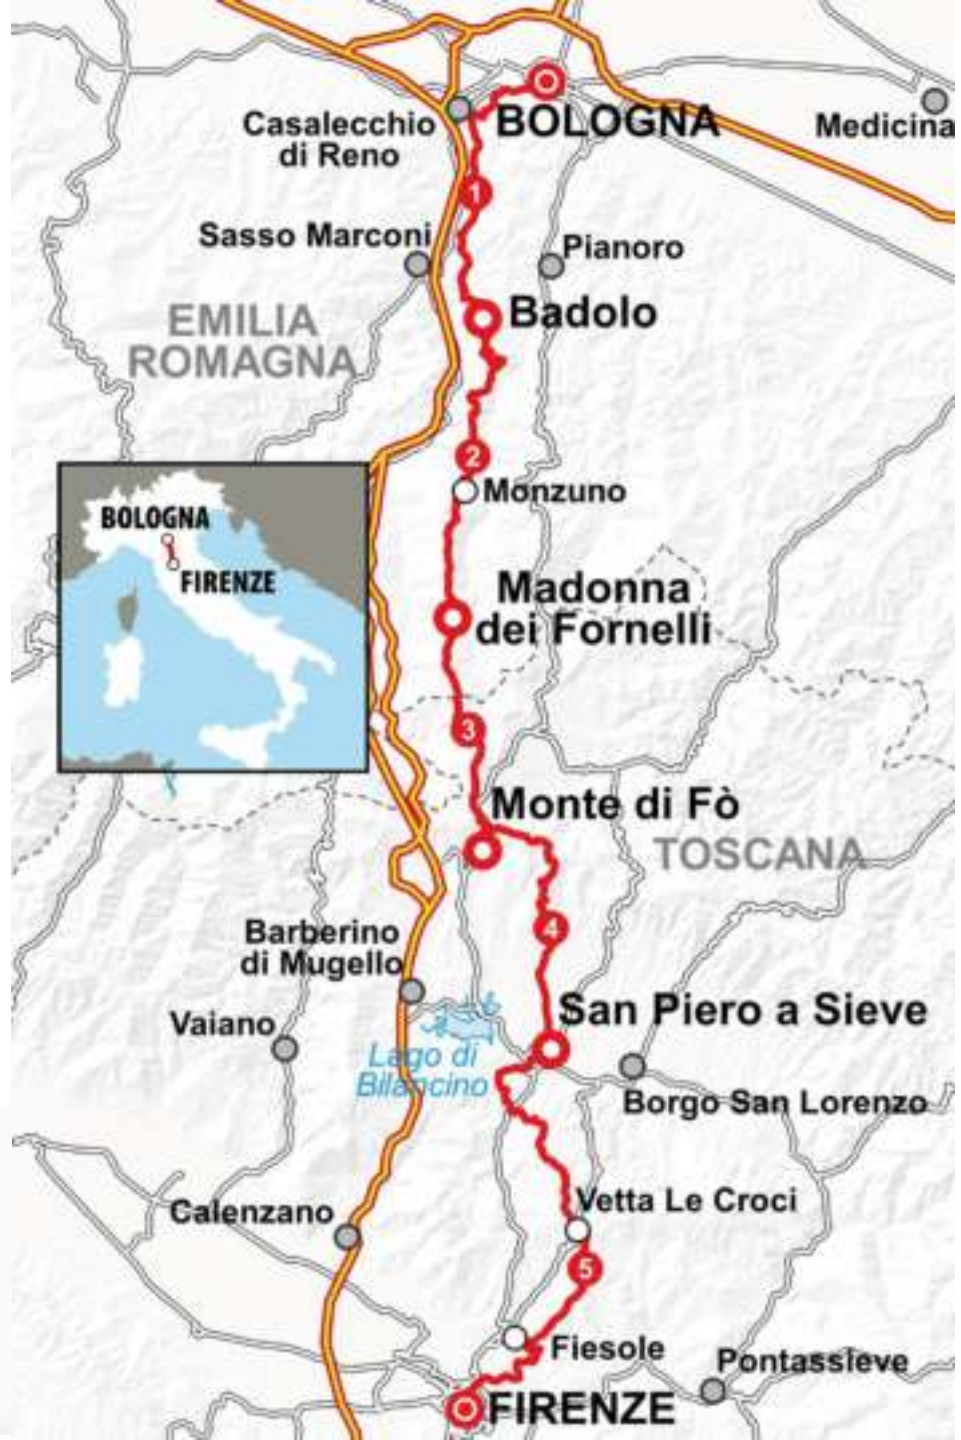 BOLOGNA
Casalecchio
di Reno
Medicina
1
Sasso Marconi
Pianoro
Badolo
EMILIA
ROMAGNA
2
Monzuno
BOLOGNA
FIRENZE
Madonna
dei Fornelli
3
Monte di Fò
TOSCANA
4
Barberino
di Mugello
San Piero a Sieve
Vaiano
Lago di
Bilancino
Borgo San Lorenzo
Vetta Le Croci
Calenzano
5
Fiesole
Pontassieve
FIRENZE